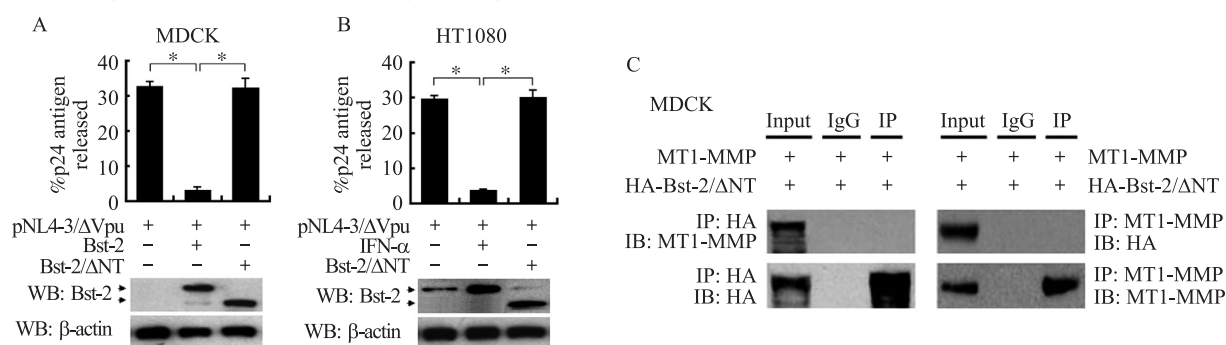 A
MDCK
*
*
%p24 antigen
released
40
30
20
10
0
pNL4-3/ΔVpu + + +
Bst-2 − + −
Bst-2/ΔNT − − +
WB: Bst-2
WB: β-actin
B
HT1080
*
*
%p24 antigen
released
40
30
20
10
0
pNL4-3/ΔVpu + + +
IFN-α − + −
Bst-2/ΔNT − − +
WB: Bst-2
WB: β-actin
C
MDCK
Input IgG IP Input IgG IP
MT1-MMP + + + + + + MT1-MMP
HA-Bst-2/ΔNT + + + + + + HA-Bst-2/ΔNT
IP: HA
IB: MT1-MMP
IP: MT1-MMP
IB: HA
IP: HA
IB: HA
IP: MT1-MMP
IB: MT1-MMP